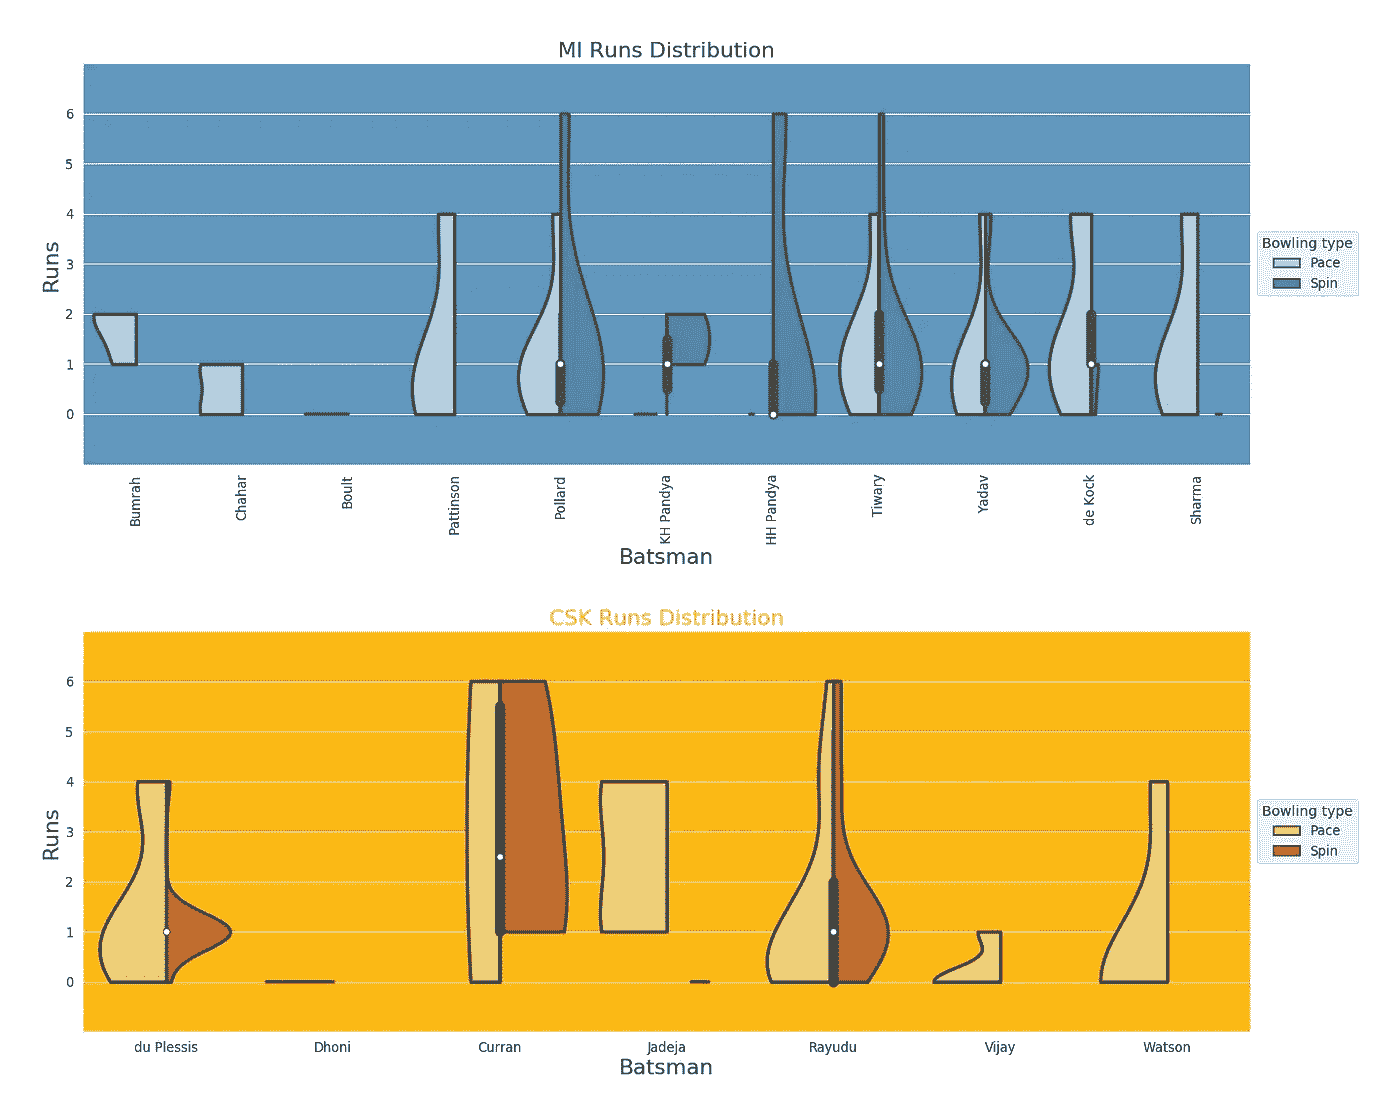 MI Runs Distribution
6
5
4
3
2
1
0
Runs
Bumrah
Chahar
Boult
Pattinson
Pollard
KH Pandya
HH Pandya
Tiwary
Yadav
de Kock
Sharma
Batsman
Bowling type
Pace
Spin
CSK Runs Distribution
6
5
4
3
2
1
0
Runs
du Plessis
Dhoni
Curran
Jadeja
Rayudu
Vijay
Watson
Batsman
Bowling type
Pace
Spin